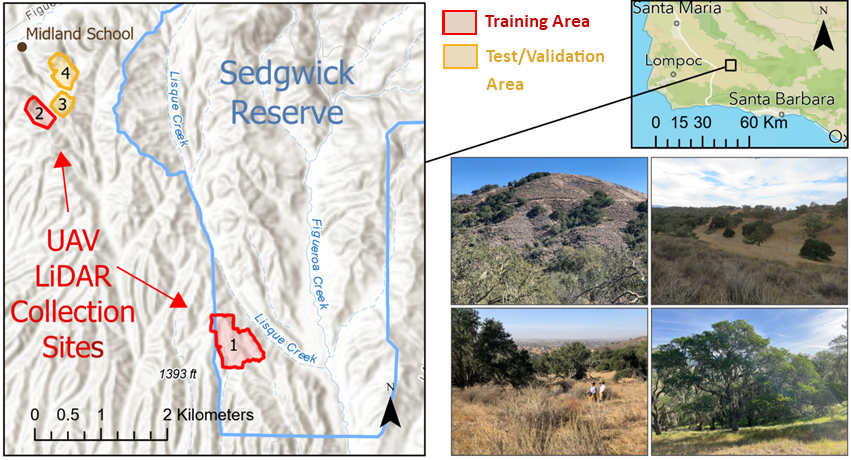 Figueroa
Midland School
4
3
2
Lisque Creek
Sedgwick
Reserve
UAV
LiDAR
Collection
Sites
Figueroa Creek
Lisque Creek
1
1393 ft
N
0 0.5 1 2 Kilometers
Training Area
Test/Validation
Area
Santa Maria
N
Lompoc
Santa Barbara
0 15 30 60 Km
Ox